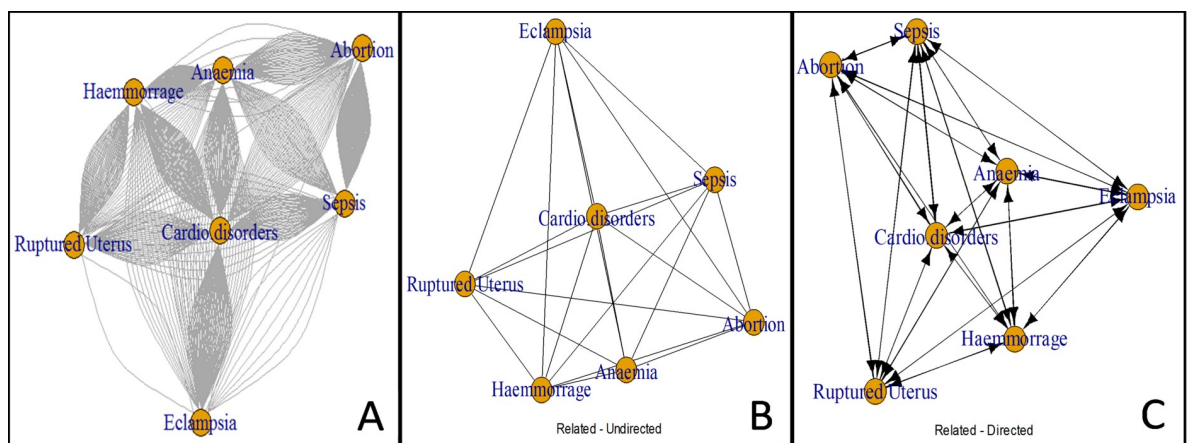 Abortion
Anaemia
Haemmorrage
Sepsis
Cardio disorders
Ruptured Uterus
Eclampsia
A
Eclampsia
Sepsis
Cardio disorders
Ruptured Uterus
Abortion
Anaemia
Haemmorrage
B
Related - Undirected
Sepsis
Abortion
Anaemia
Eclampsia
Cardio disorders
Haemmorrage
Ruptured Uterus
C
Related - Directed